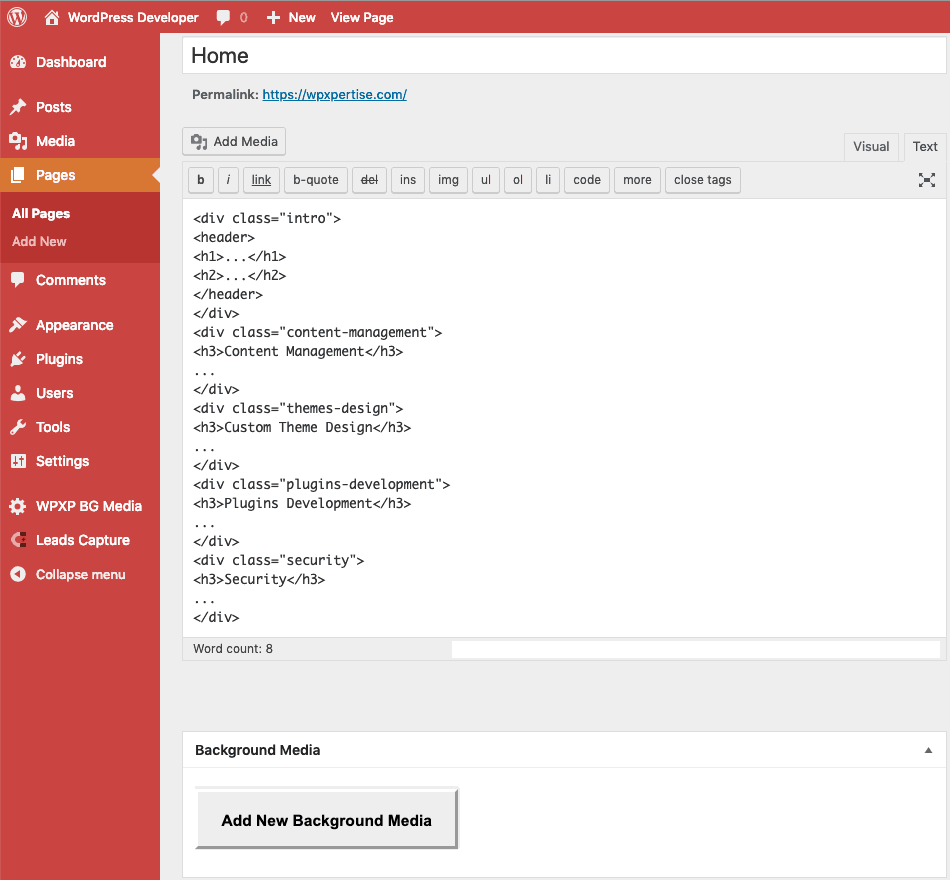 WordPress Developer 0 New View Page
Dashboard
Posts
Media
Pages
All Pages
Add New
Comments
Appearance
Plugins
Users
Tools
Settings
WPXP BG Media
Leads Capture
Collapse menu
Home
Permalink: https://wpxpertise.com/
Add Media
Visual Text
b i link b-quote del ins img ul ol li code more close tags
<div class="intro">
<header>
<h1>...</h1>
<h2>...</h2>
</header>
</div>
<div class="content-management">
<h3>Content Management</h3>
...
</div>
<div class="themes-design">
<h3>Custom Theme Design</h3>
...
</div>
<div class="plugins-development">
<h3>Plugins Development</h3>
...
</div>
<div class="security">
<h3>Security</h3>
...
</div>
Word count: 8
Background Media
Add New Background Media